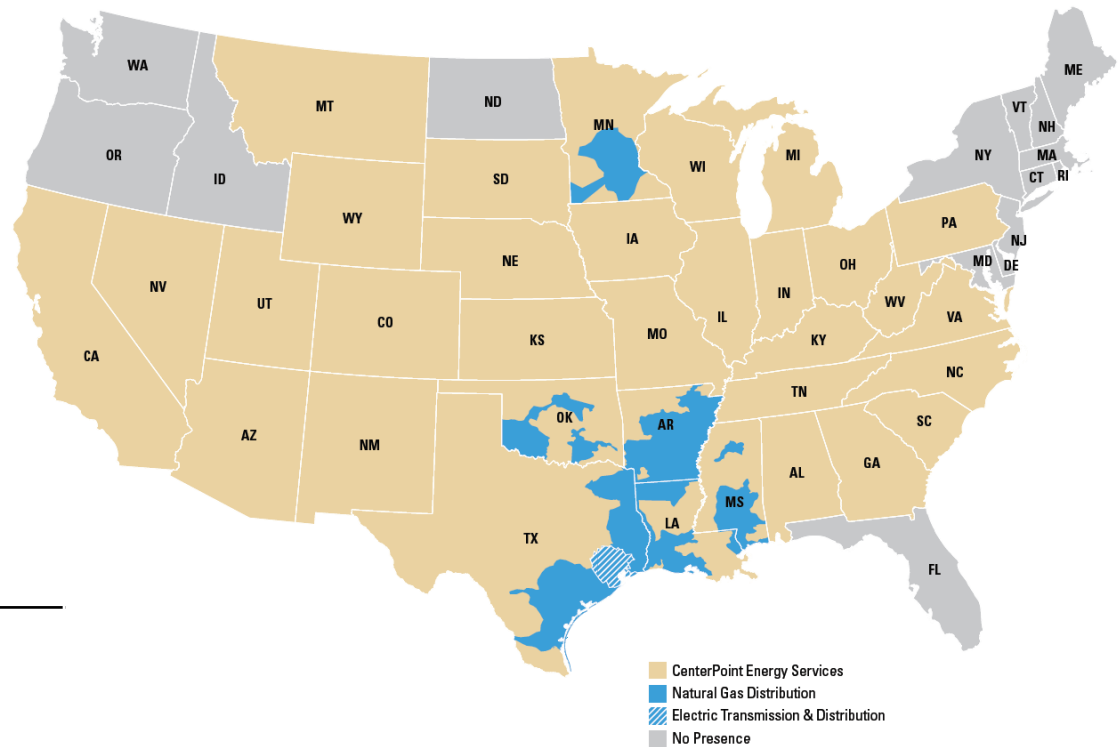 WA
MT
ND
MN
ME
VT
NH
OR
ID
SD
WI
MI
NY
MA
CT
RI
WY
IA
PA
NJ
NE
OH
MD
DE
NV
UT
CO
IL
IN
WV
VA
CA
KS
MO
KY
NC
AZ
NM
OK
AR
TN
SC
MS
AL
GA
TX
LA
FL
CenterPoint Energy Services
Natural Gas Distribution
Electric Transmission & Distribution
No Presence